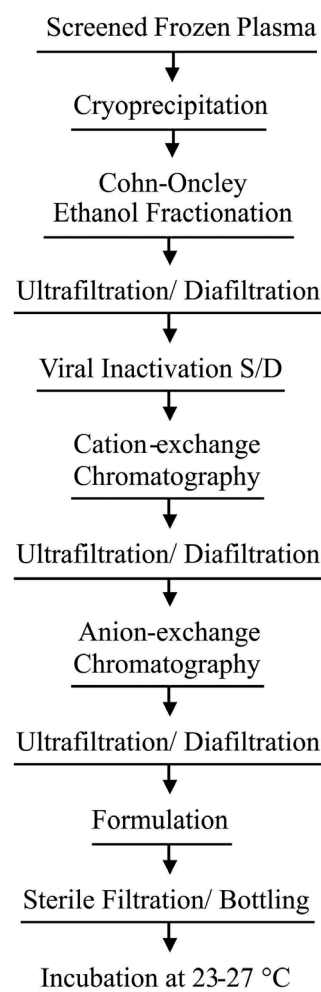 Screened Frozen Plasma
Cryoprecipitation
Cohn-Oncley
Ethanol Fractionation
Ultrafiltration/ Diafiltration
Viral Inactivation S/D
Cation-exchange
Chromatography
Ultrafiltration/ Diafiltration
Anion-exchange
Chromatography
Ultrafiltration/ Diafiltration
Formulation
Sterile Filtration/ Bottling
Incubation at 23-27 °C